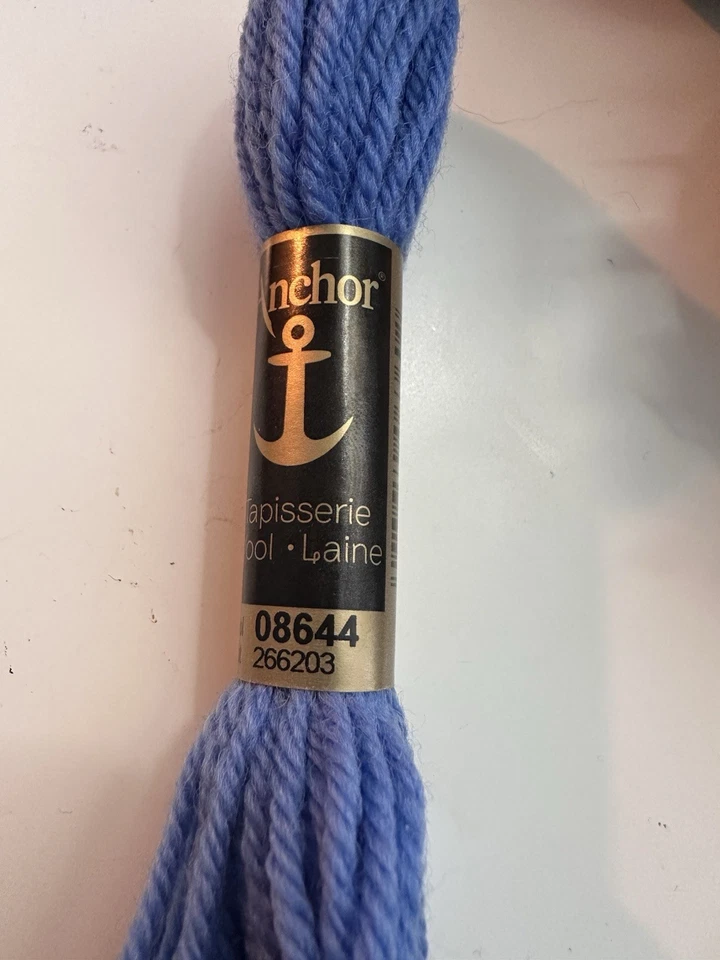 Anchor®
Tapisserie
ool • Laine
08644
266203